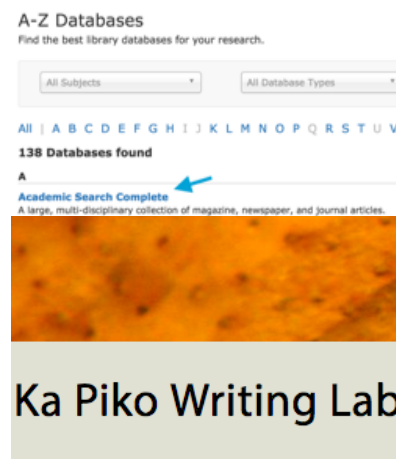 A-Z Databases
Find the best library databases for your research.
All Subjects
All Database Types
All | A B C D E F G H I J K L M N O P Q R S T U V
138 Databases found
A
Academic Search Complete
A large, multi-disciplinary collection of magazine, newspaper, and journal articles.
Ka Piko Writing Lab